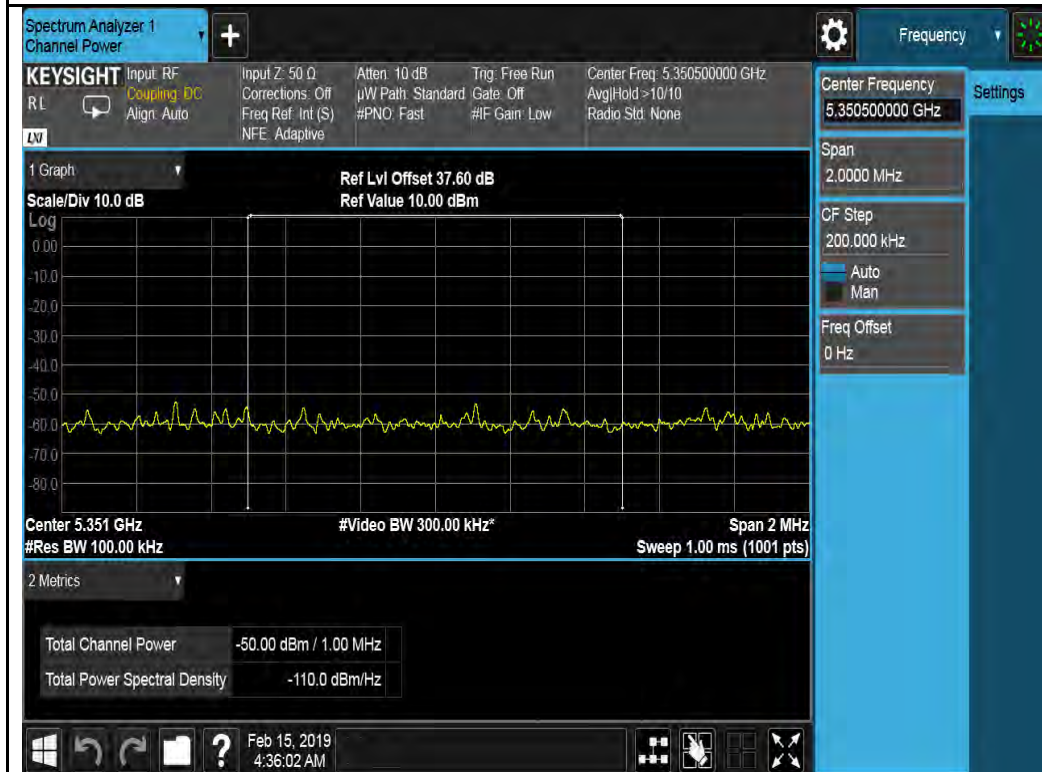 Spectrum Analyzer 1
Channel Power
+
Frequency
KEYSIGHT
RL
LXI
Input: RF
Coupling: DC
Align: Auto
Input Z: 50 Ω
Corrections: Off
Freq Ref: Int (S)
NFE: Adaptive
Atten: 10 dB
µW Path: Standard
#PNO: Fast
Trig: Free Run
Gate: Off
#IF Gain: Low
Center Freq: 5.350500000 GHz
Avg|Hold >10/10
Radio Std: None
Center Frequency
5.350500000 GHz
Settings
Span
2.0000 MHz
CF Step
200.000 kHz
Auto
Man
Freq Offset
0 Hz
1 Graph
Scale/Div 10.0 dB
Ref Lvl Offset 37.60 dB
Ref Value 10.00 dBm
Log
0.00
-10.0
-20.0
-30.0
-40.0
-50.0
-60.0
-70.0
-80.0
Center 5.351 GHz
#Video BW 300.00 kHz*
Span 2 MHz
#Res BW 100.00 kHz
Sweep 1.00 ms (1001 pts)
2 Metrics
Total Channel Power -50.00 dBm / 1.00 MHz
Total Power Spectral Density -110.0 dBm/Hz
?
Feb 15, 2019
4:36:02 AM